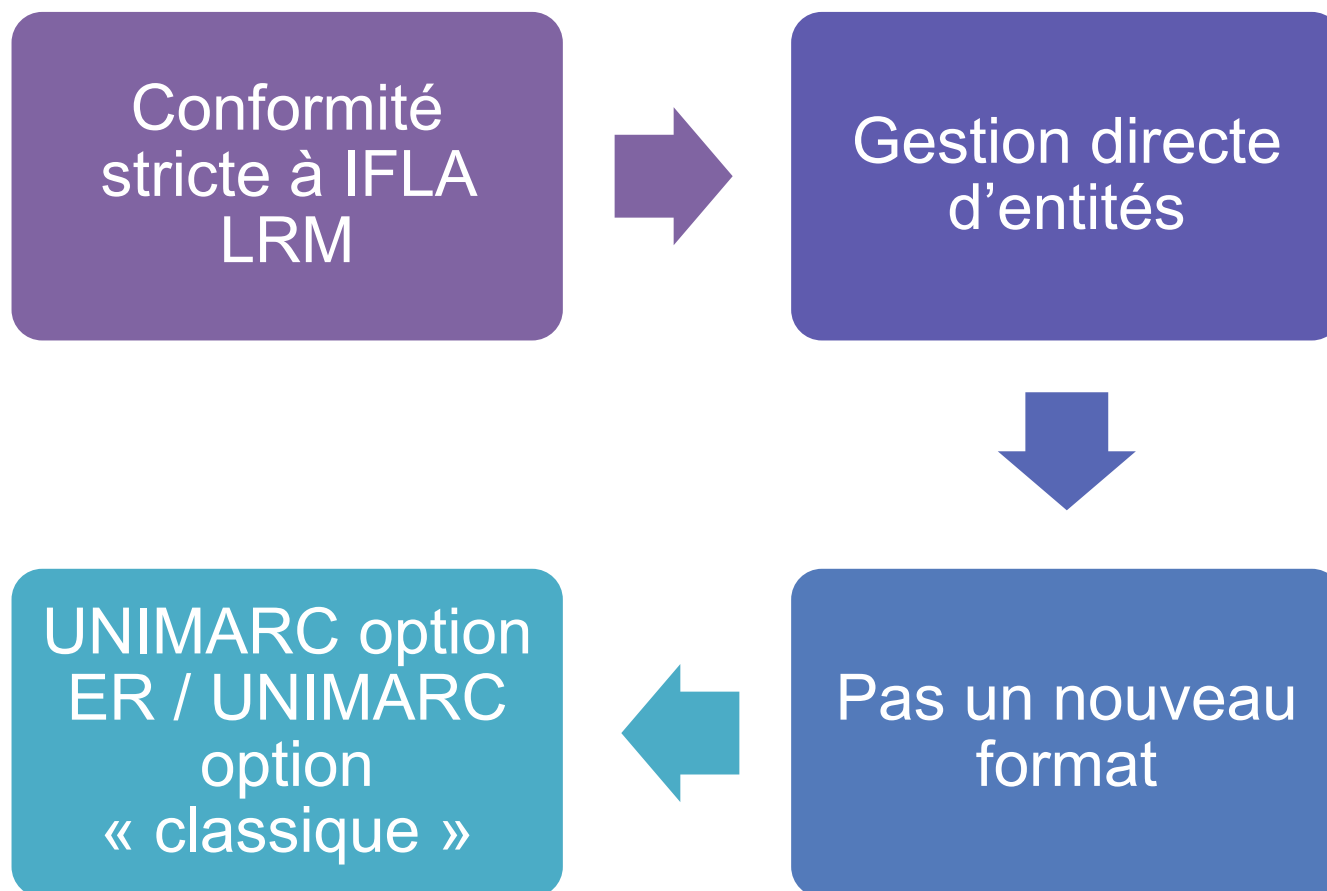 Conformité
stricte à IFLA
LRM
Gestion directe
d’entités
Pas un nouveau
format
UNIMARC option
ER / UNIMARC
option
« classique »